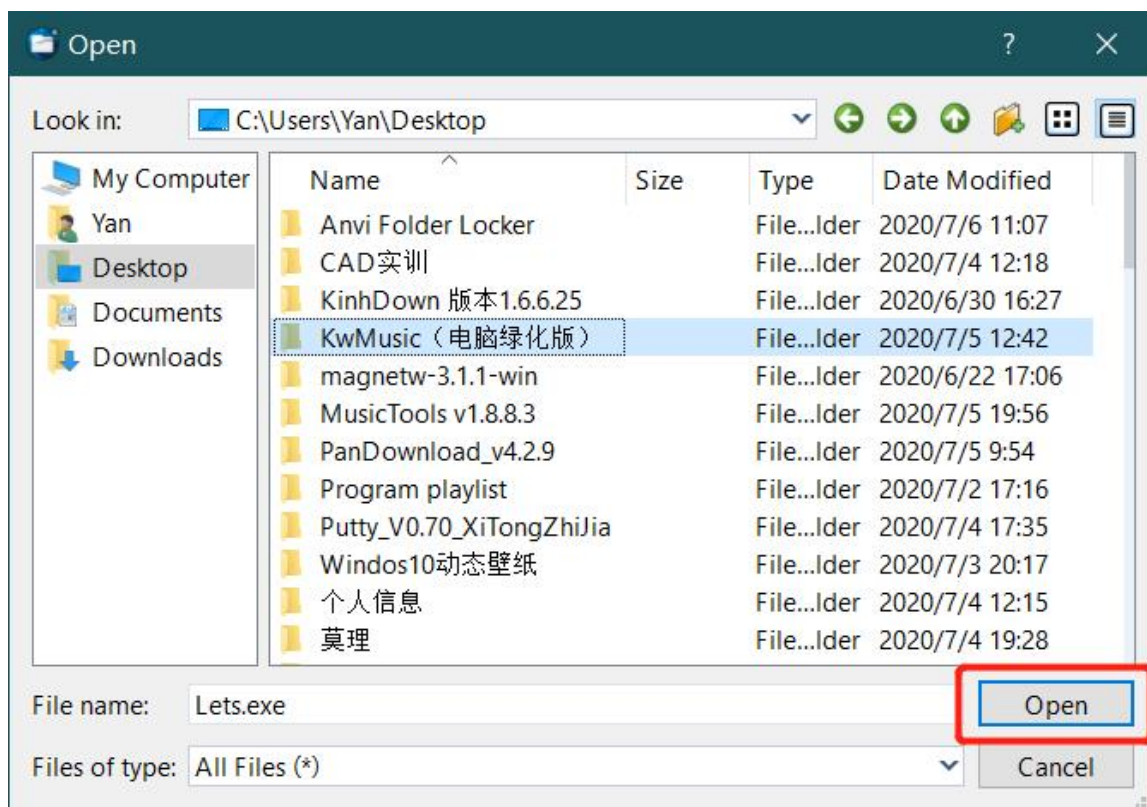 Open
Look in: C:\Users\Yan\Desktop
My Computer
Yan
Desktop
Documents
Downloads
Name Size Type Date Modified
Anvi Folder Locker File...lder 2020/7/6 11:07
CAD实训 File...lder 2020/7/4 12:18
KinhDown 版本1.6.6.25 File...lder 2020/6/30 16:27
KwMusic（电脑绿化版） File...lder 2020/7/5 12:42
magnetw-3.1.1-win File...lder 2020/6/22 17:06
MusicTools v1.8.8.3 File...lder 2020/7/5 19:56
PanDownload_v4.2.9 File...lder 2020/7/5 9:54
Program playlist File...lder 2020/7/2 17:16
Putty_V0.70_XiTongZhiJia File...lder 2020/7/4 17:35
Windos10动态壁纸 File...lder 2020/7/3 20:17
个人信息 File...lder 2020/7/4 12:15
莫理 File...lder 2020/7/4 19:28
File name: Lets.exe Open
Files of type: All Files (*) Cancel